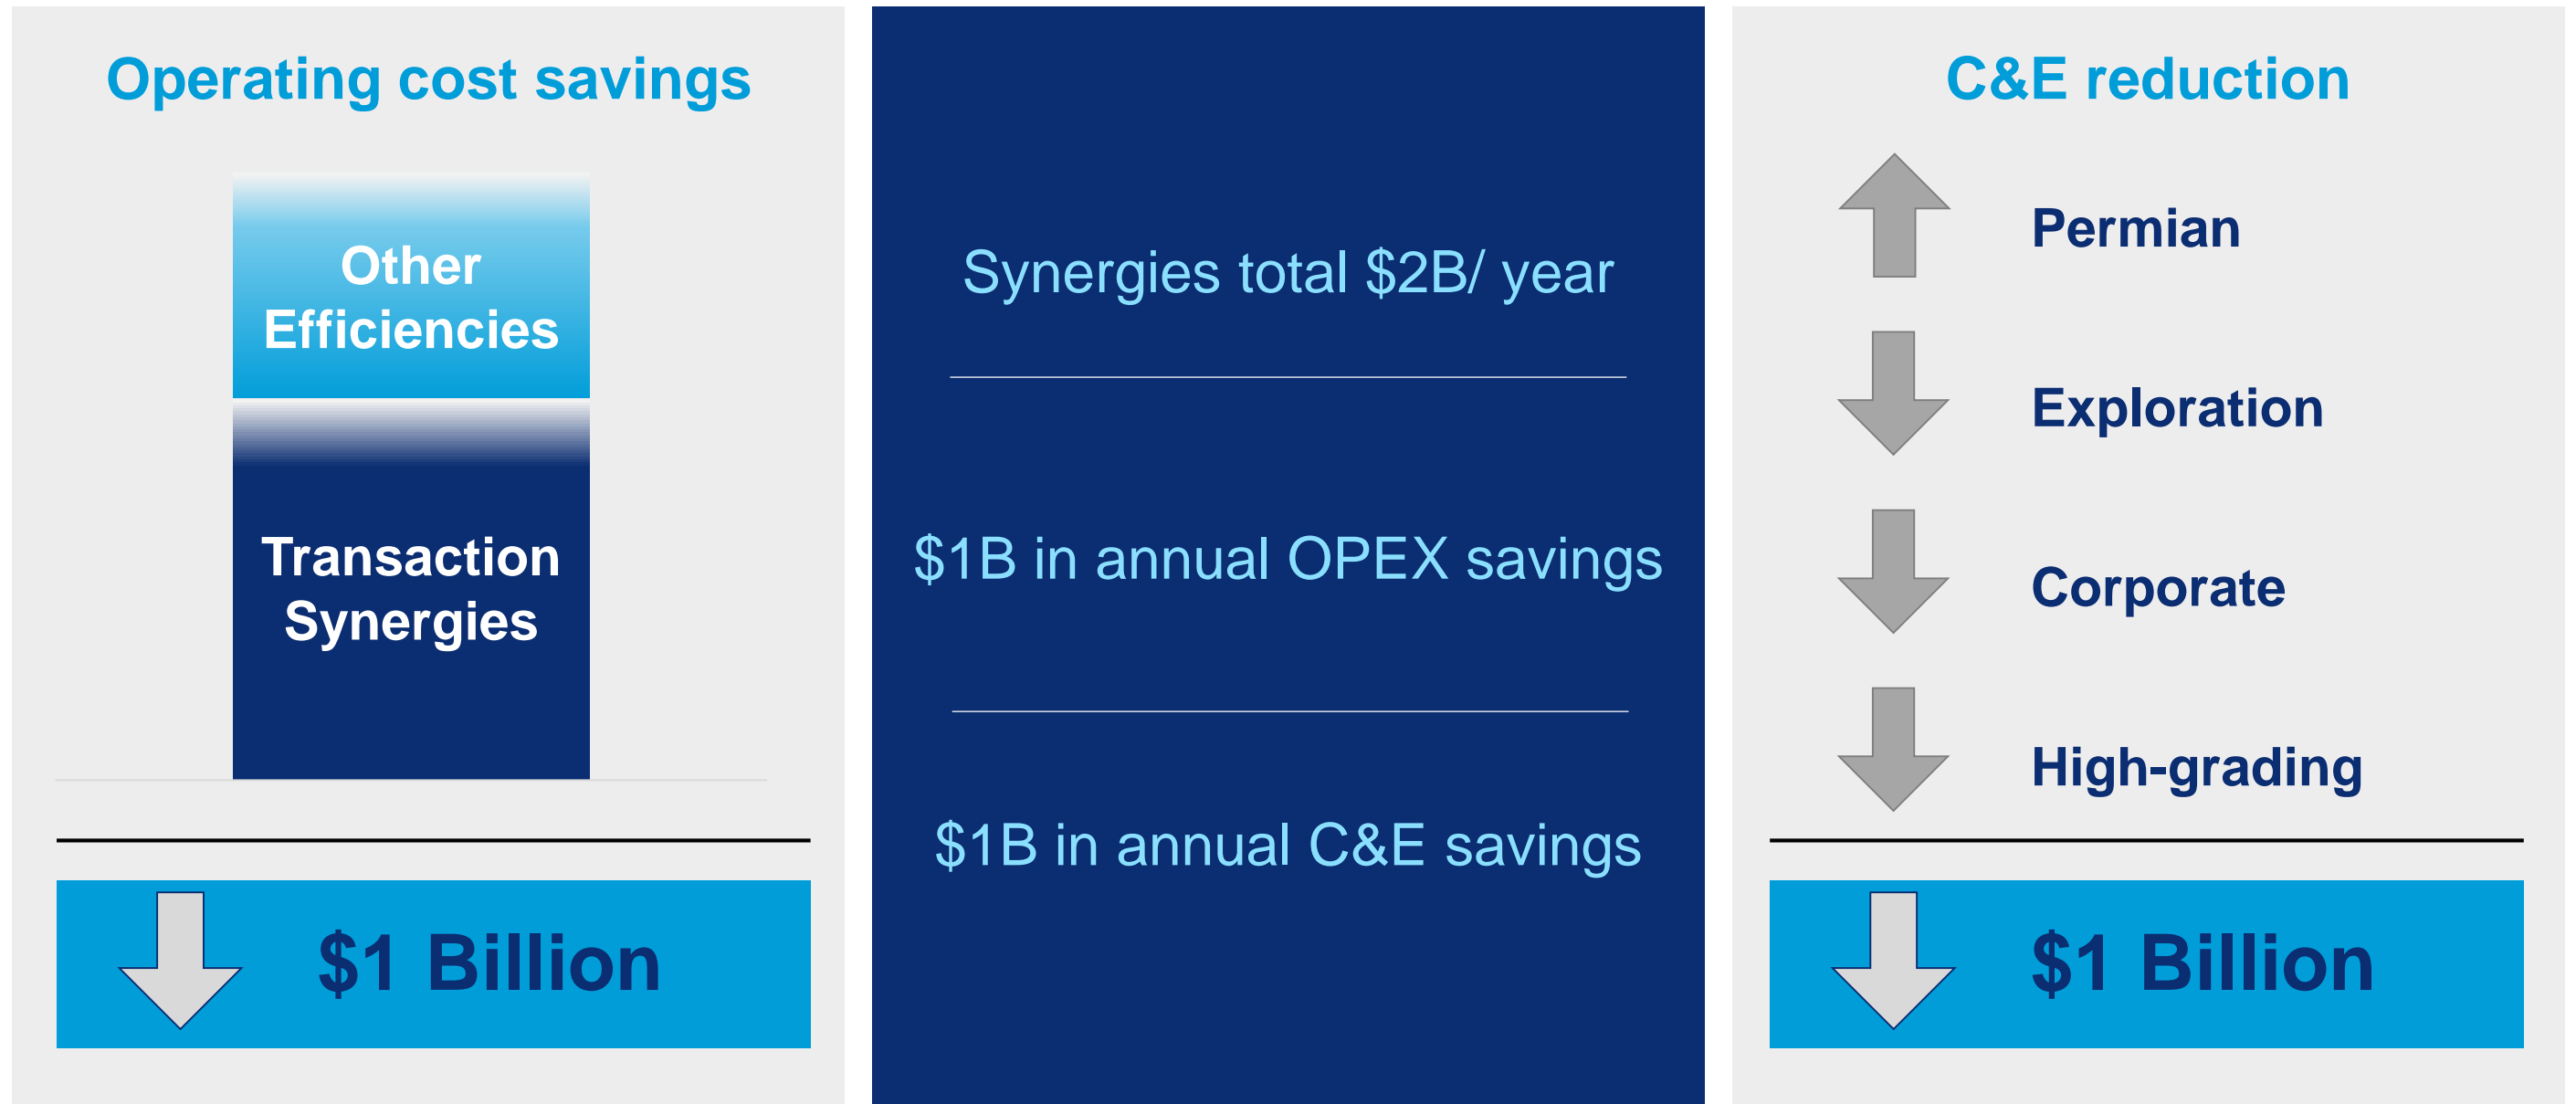 Operating cost savings
Other
Efficiencies
Transaction
Synergies
$1 Billion
Synergies total $2B/ year
$1B in annual OPEX savings
$1B in annual C&E savings
C&E reduction
Permian
Exploration
Corporate
High-grading
$1 Billion